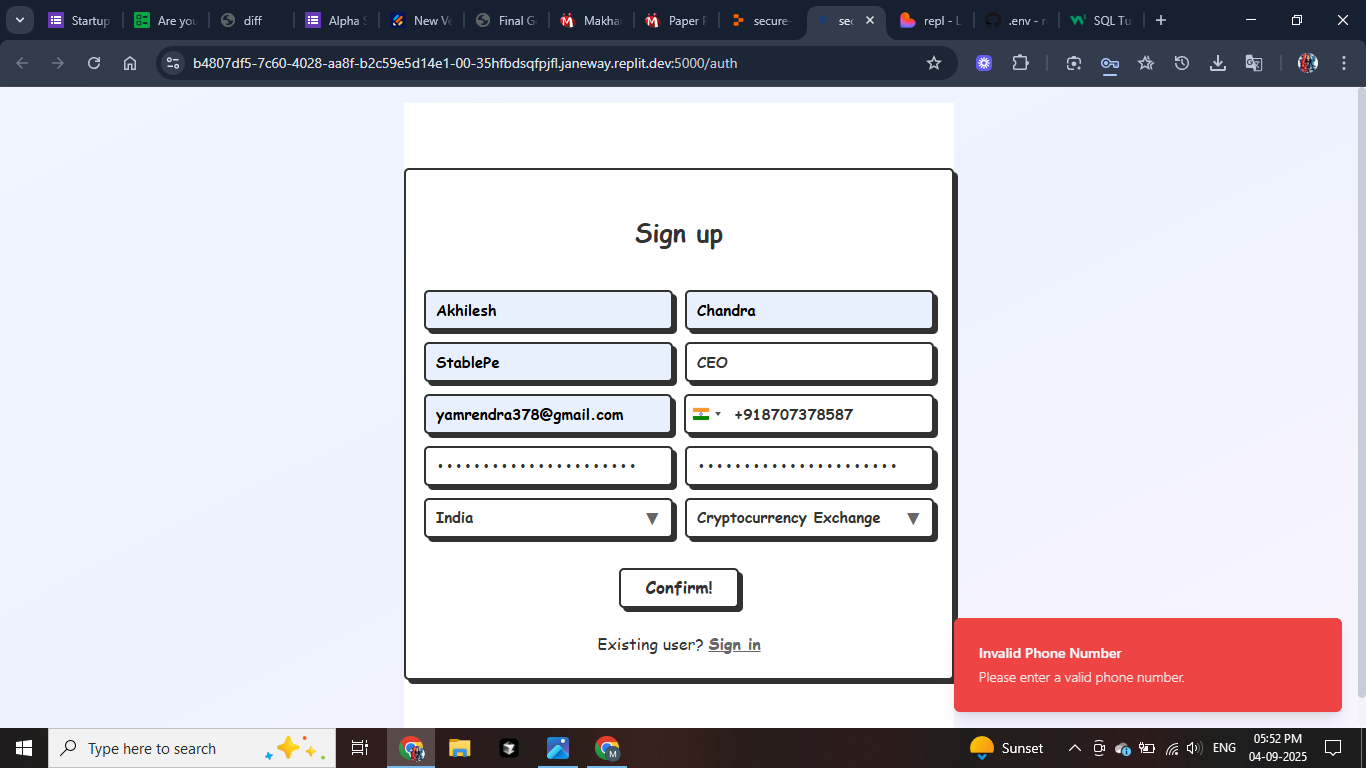 Startup
Are you
diff
Alpha S
New Ve
Final G
Makhan
Paper P
secure-
sec
repl - L
.env - r
SQL Tu
b4807df5-7c60-4028-aa8f-b2c59e5d14e1-00-35hfbdsqfpjfl.janeway.replit.dev:5000/auth
Sign up
Akhilesh
Chandra
StablePe
CEO
yamrendra378@gmail.com
+918707378587
India
Cryptocurrency Exchange
Confirm!
Existing user? Sign in
Invalid Phone Number
Please enter a valid phone number.
Type here to search
M
Sunset
ENG
05:52 PM
04-09-2025